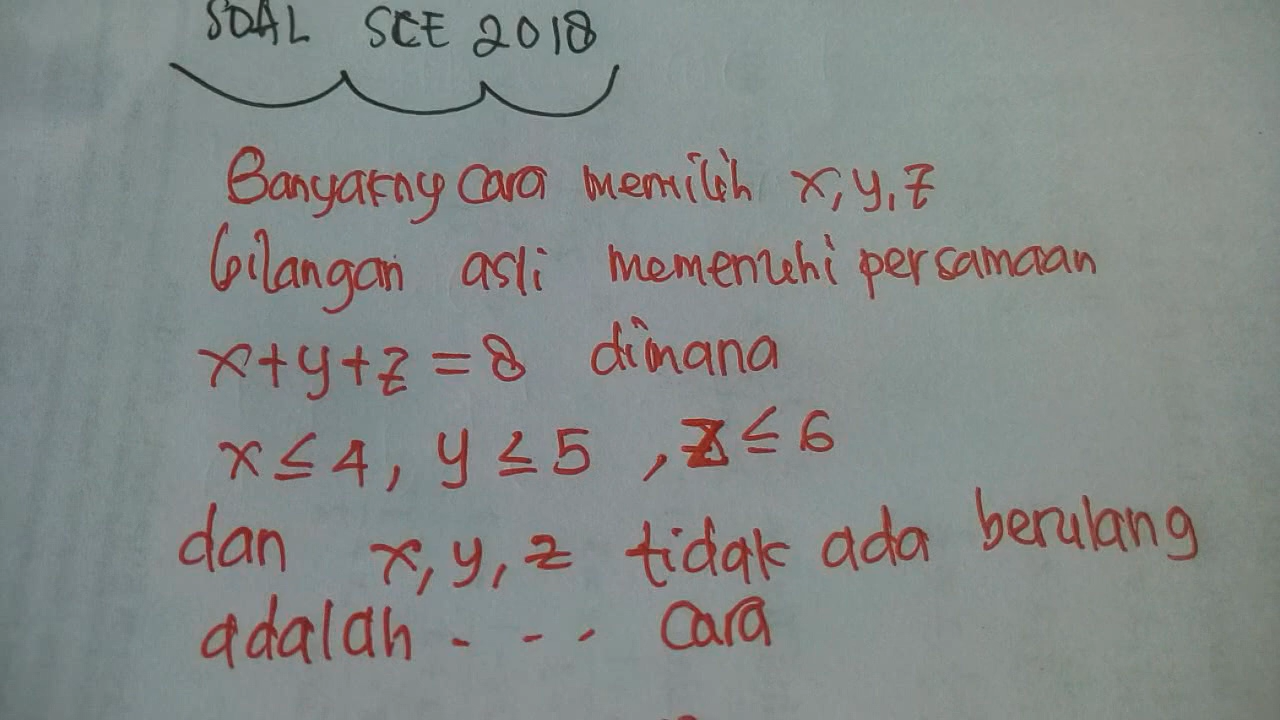 SOAL SCE 2018
Banyakny cara memilih x, y, z
bilangan asli memenuhi persamaan
x+y+z=8 dimana
x≤4, y≤5, z≤6
dan x, y, z tidak ada berulang
adalah - - - cara